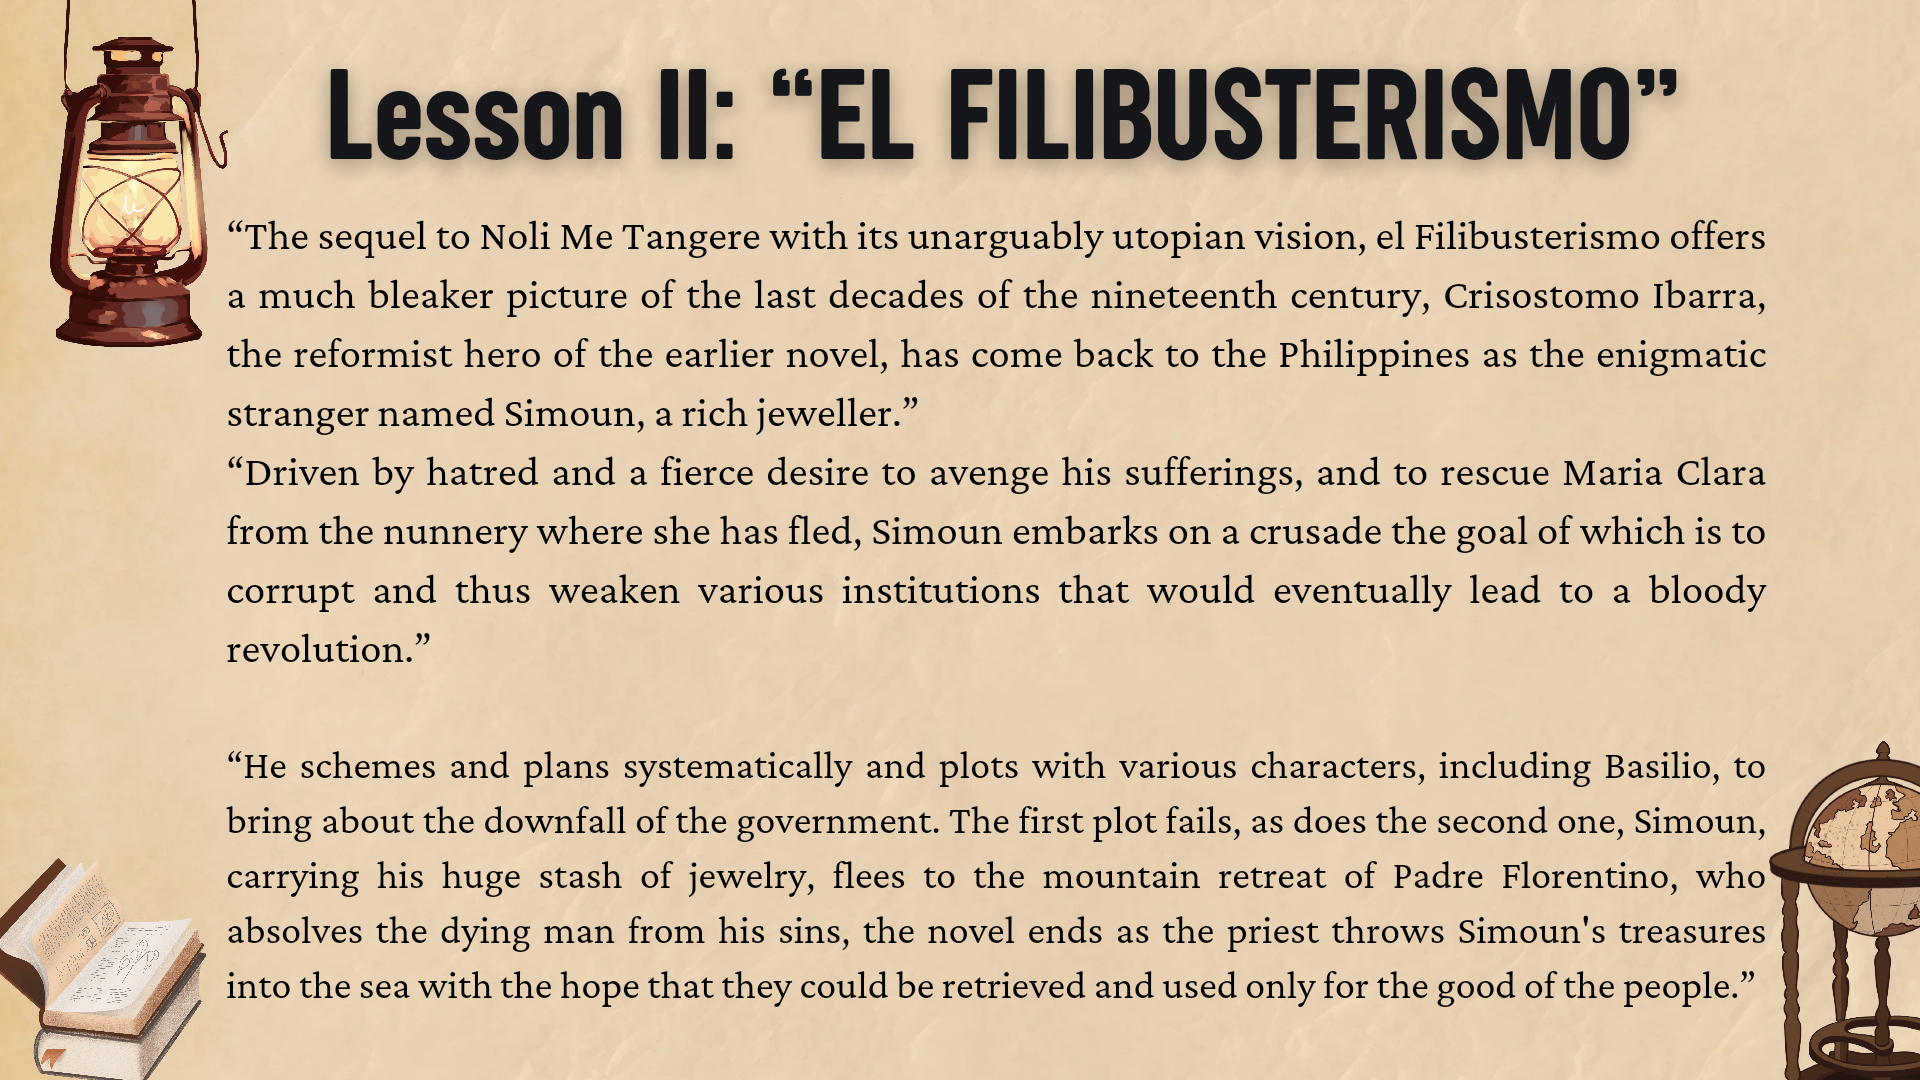 Lesson II: “EL FILIBUSTERISMO”
“The sequel to Noli Me Tangere with its unarguably utopian vision, el Filibusterismo offers
a much bleaker picture of the last decades of the nineteenth century, Crisostomo Ibarra,
the reformist hero of the earlier novel, has come back to the Philippines as the enigmatic
stranger named Simoun, a rich jeweller.”
“Driven by hatred and a fierce desire to avenge his sufferings, and to rescue Maria Clara
from the nunnery where she has fled, Simoun embarks on a crusade the goal of which is to
corrupt and thus weaken various institutions that would eventually lead to a bloody
revolution.”
“He schemes and plans systematically and plots with various characters, including Basilio, to
bring about the downfall of the government. The first plot fails, as does the second one, Simoun,
carrying his huge stash of jewelry, flees to the mountain retreat of Padre Florentino, who
absolves the dying man from his sins, the novel ends as the priest throws Simoun's treasures
into the sea with the hope that they could be retrieved and used only for the good of the people.”